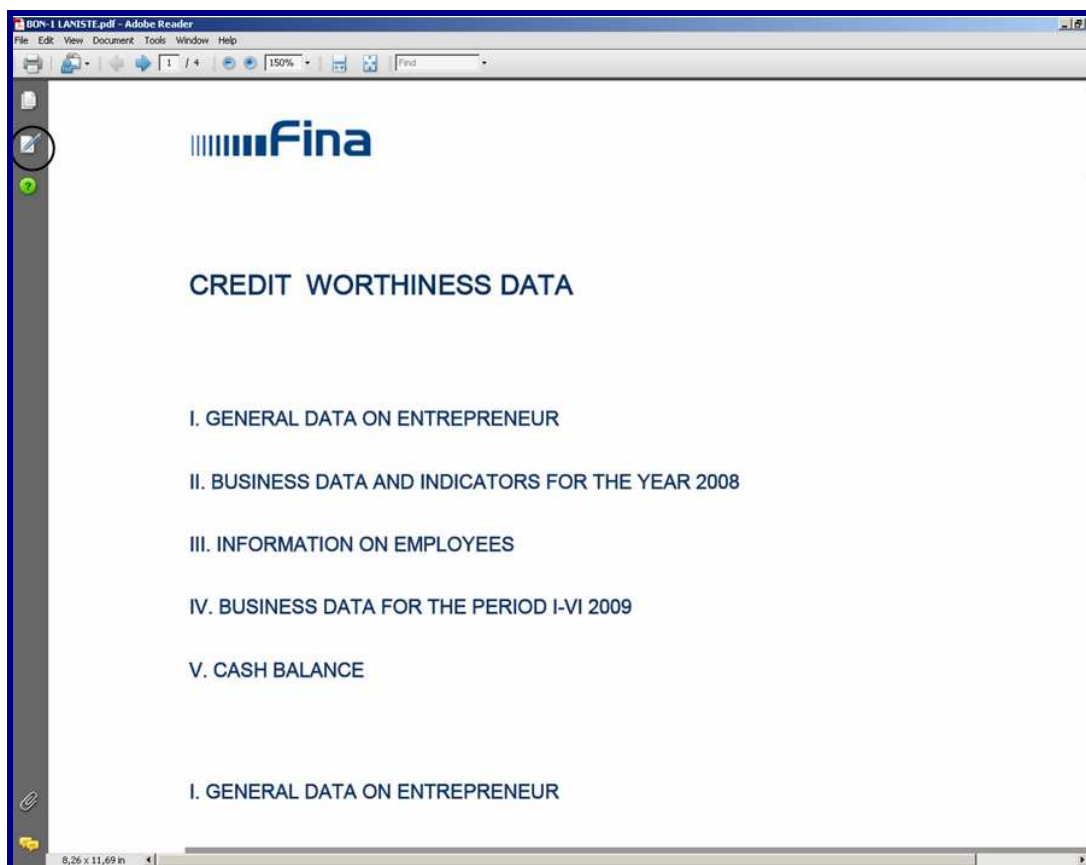 BON-1 LANISTE.pdf - Adobe Reader
File Edit View Document Tools Window Help
1 / 4 150% Find
Fina
CREDIT WORTHINESS DATA
I. GENERAL DATA ON ENTREPRENEUR
II. BUSINESS DATA AND INDICATORS FOR THE YEAR 2008
III. INFORMATION ON EMPLOYEES
IV. BUSINESS DATA FOR THE PERIOD I-VI 2009
V. CASH BALANCE
I. GENERAL DATA ON ENTREPRENEUR
8,26 x 11,69 in